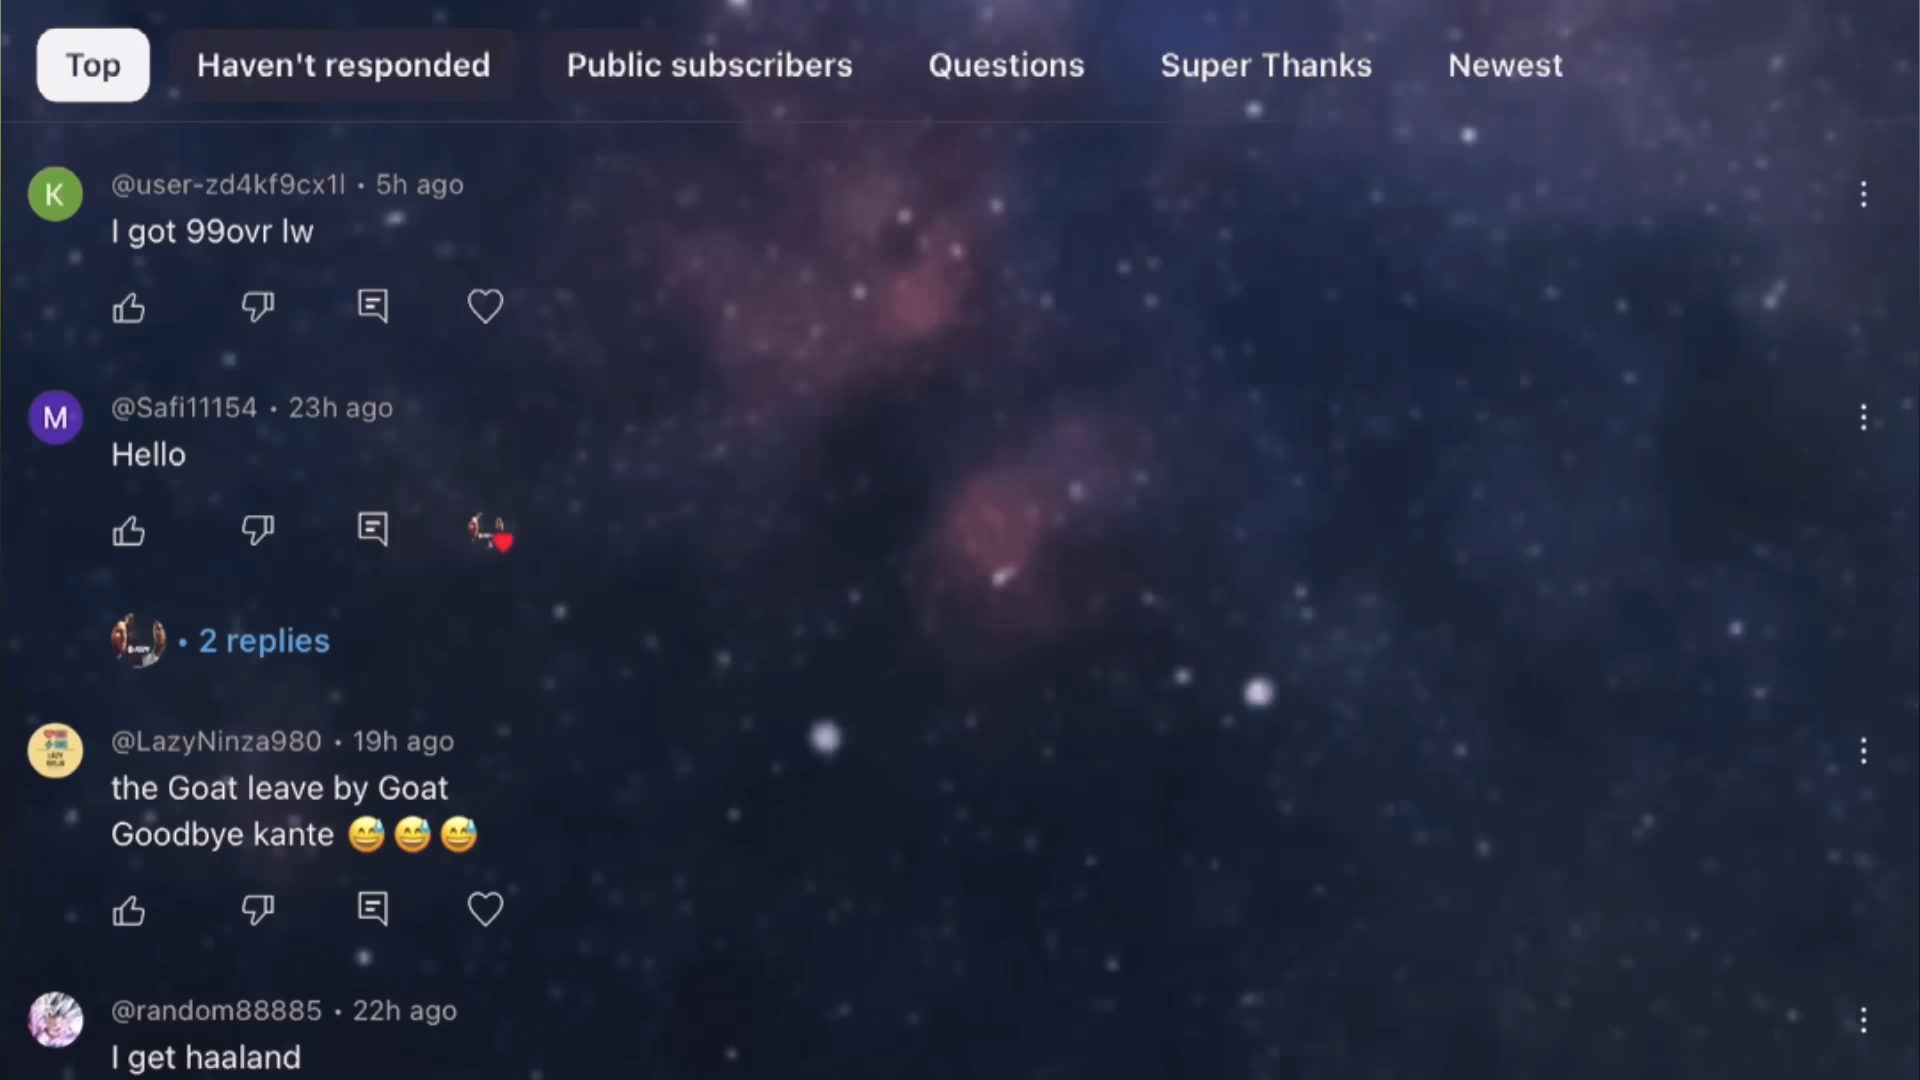 Top Haven't responded Public subscribers Questions Super Thanks Newest
K
@user-zd4kf9cx1l • 5h ago
I got 99ovr lw
M
@Safi11154 • 23h ago
Hello
• 2 replies
@LazyNinza980 • 19h ago
the Goat leave by Goat
Goodbye kante 😅 😅 😅
@random88885 • 22h ago
I get haaland